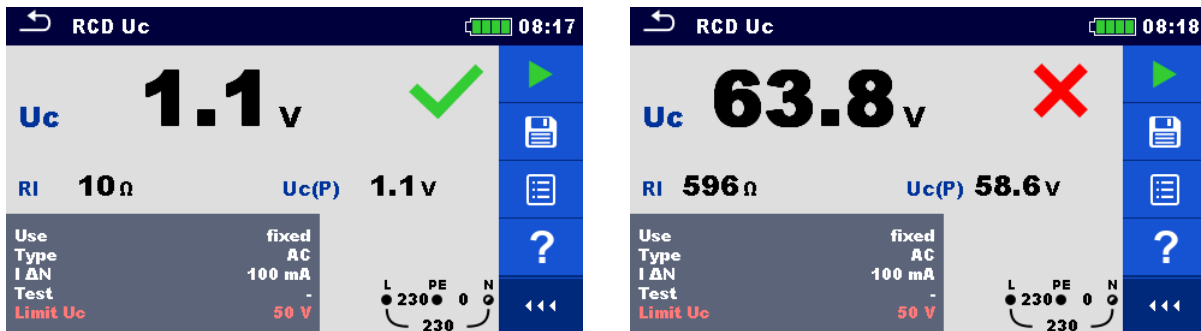 RCD Uc 08:17
Uc 1.1 V
RI 10 Ω Uc(P) 1.1 V
Use fixed
Type AC
I ΔN 100 mA
Test -
Limit Uc 50 V
L PE N
230 0
230
?
RCD Uc 08:18
Uc 63.8 V
RI 596 Ω Uc(P) 58.6 V
Use fixed
Type AC
I ΔN 100 mA
Test -
Limit Uc 50 V
L PE N
230 0
230
?